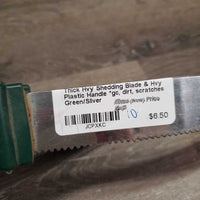 Thick Hvy Shedding Blade & Hvy
Plastic Handle *gc, dirt, scratches
Green/Silver
$6.50
JCPXKC